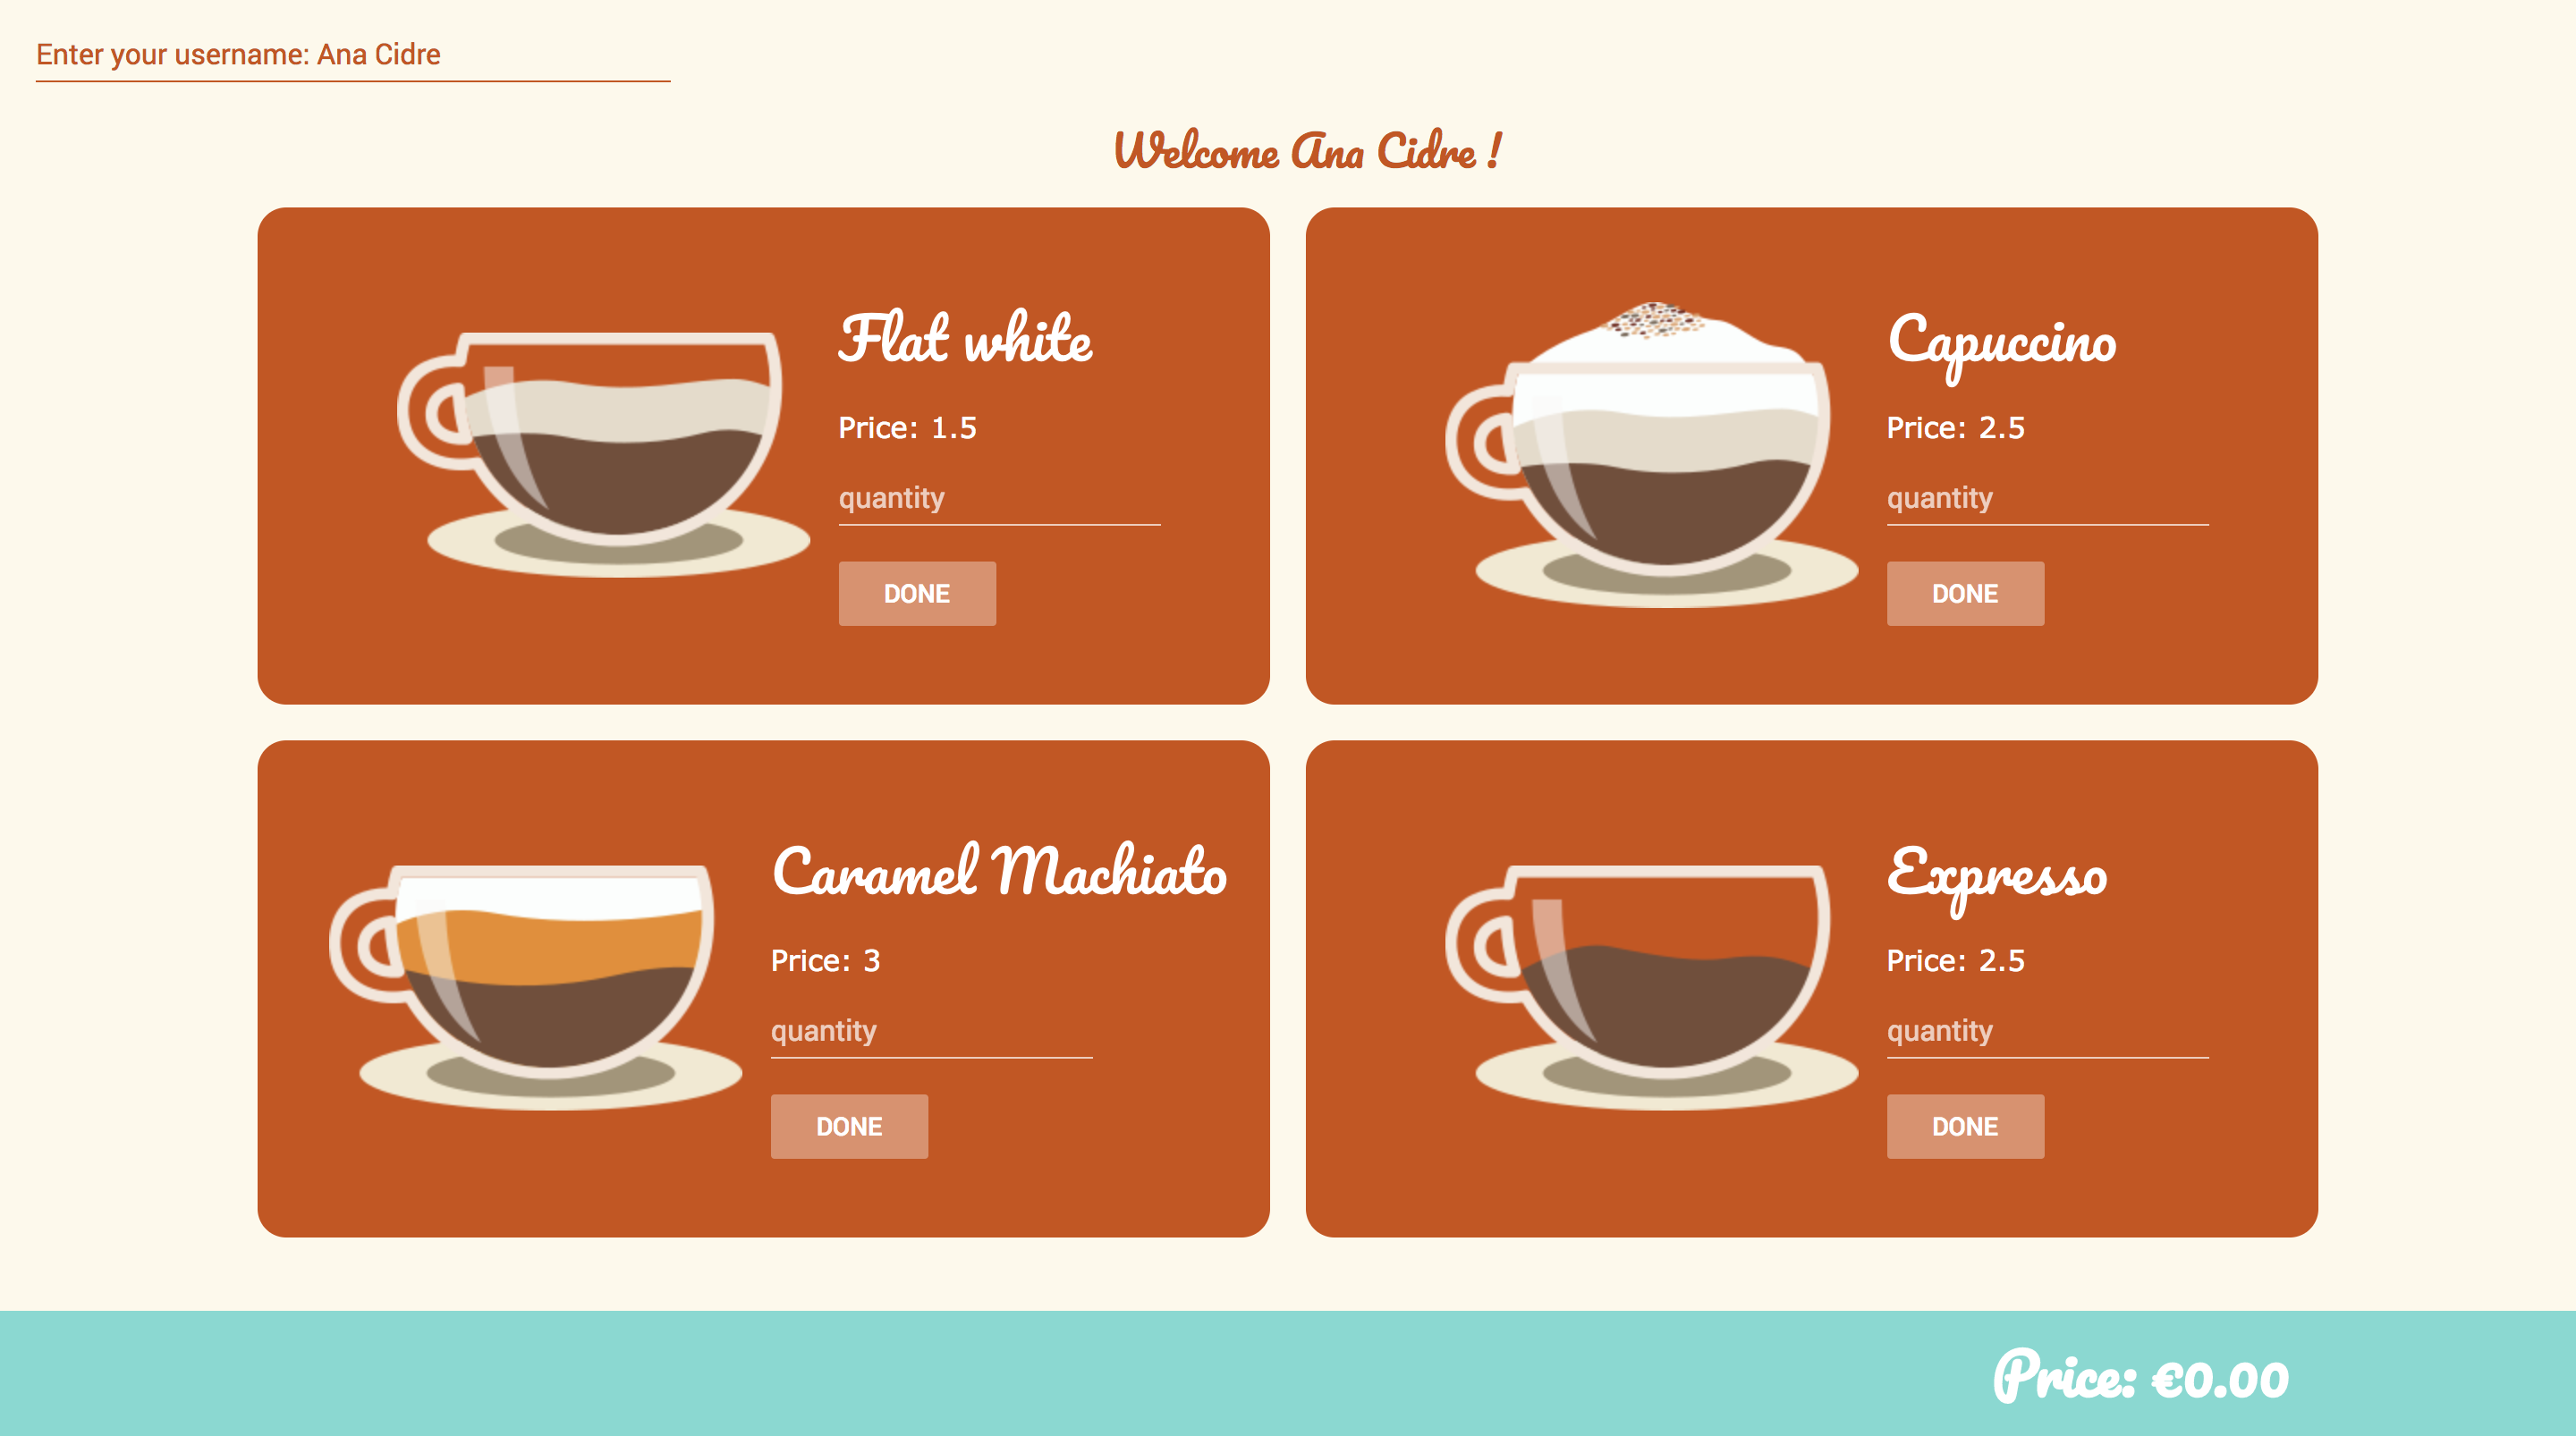 Enter your username: Ana Cidre
Welcome Ana Cidre !
Flat white
Price: 1.5
quantity
DONE
Capuccino
Price: 2.5
quantity
DONE
Caramel Machiato
Price: 3
quantity
DONE
Expresso
Price: 2.5
quantity
DONE
Price: €0.00